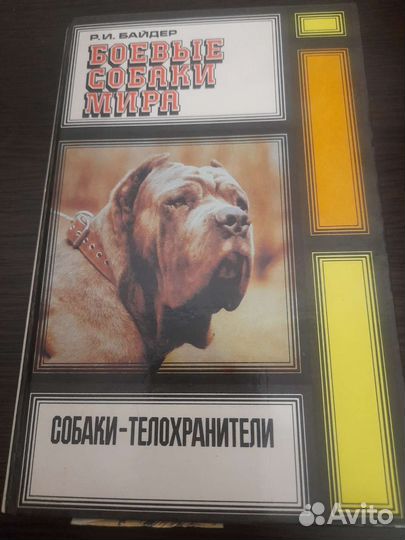 Р. И. БАЙДЕР
БОЕВЫЕ
СОБАКИ
МИРА
СОБАКИ-ТЕЛОХРАНИТЕЛИ
Avito